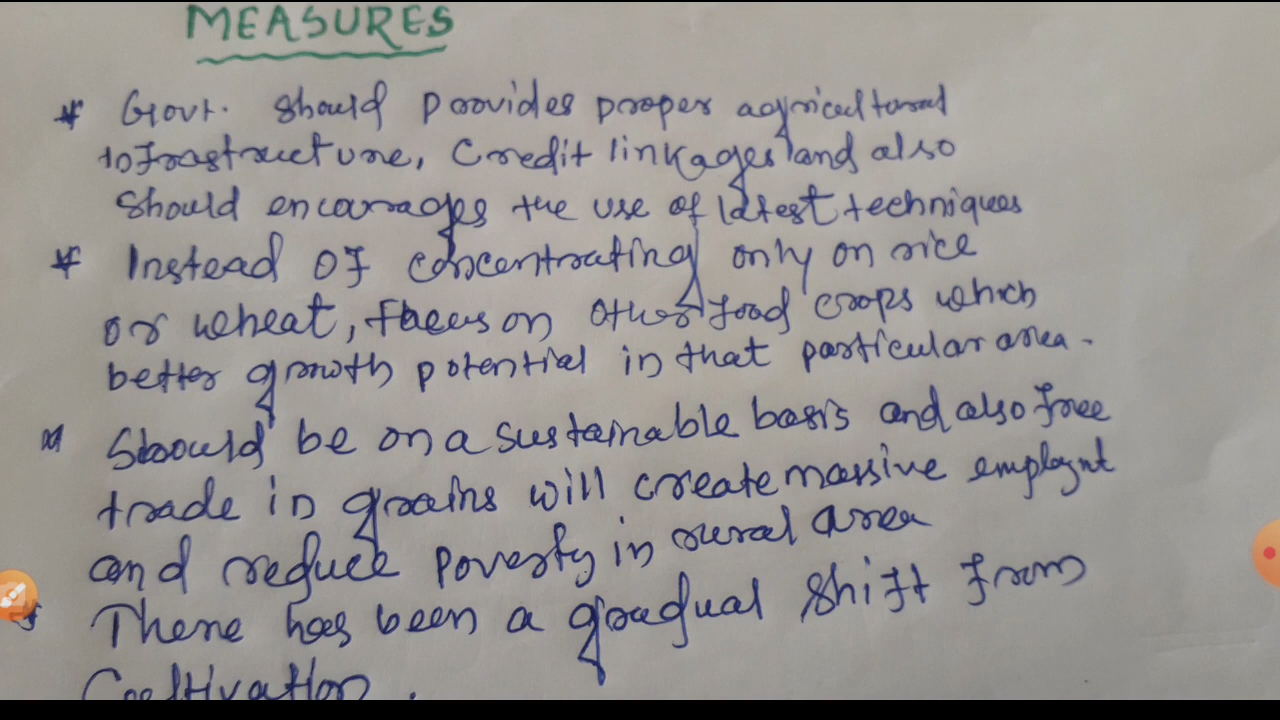 MEASURES
* Govt. should provides proper agricultural
infrastructure, Credit linkages and also
should encourages the use of latest techniques
* Instead of concentrating only on rice
or wheat, focus on other food crops which
better growth potential in that particular area.
* Should be on a sustainable basis and also free
trade in grains will create massive employnt
and reduce poverty in rural area
* There has been a gradual shift from
Cultivation.